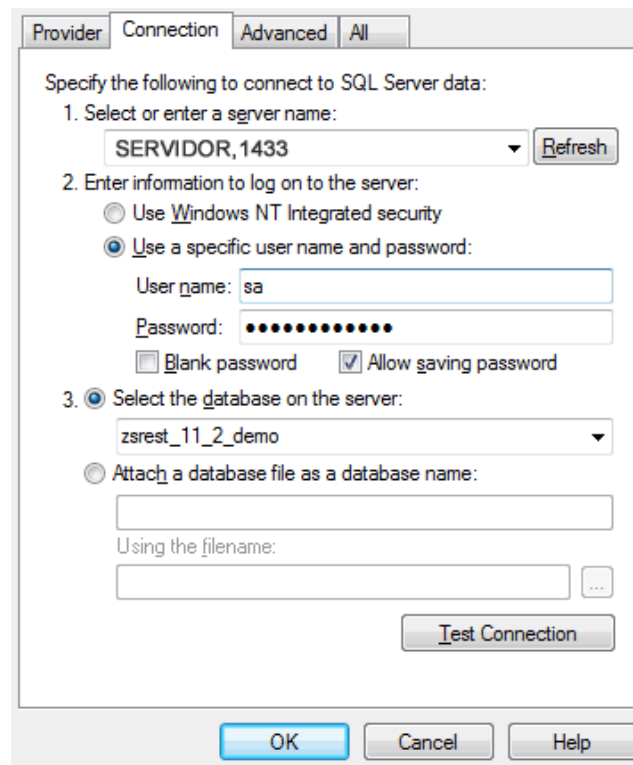 Provider Connection Advanced All
Specify the following to connect to SQL Server data:
1. Select or enter a server name:
SERVIDOR,1433 Refresh
2. Enter information to log on to the server:
Use Windows NT Integrated security
Use a specific user name and password:
User name: sa
Password: ●●●●●●●●●●●●
Blank password Allow saving password
3. Select the database on the server:
zsrest_11_2_demo
Attach a database file as a database name:
Using the filename:
...
Test Connection
OK Cancel Help